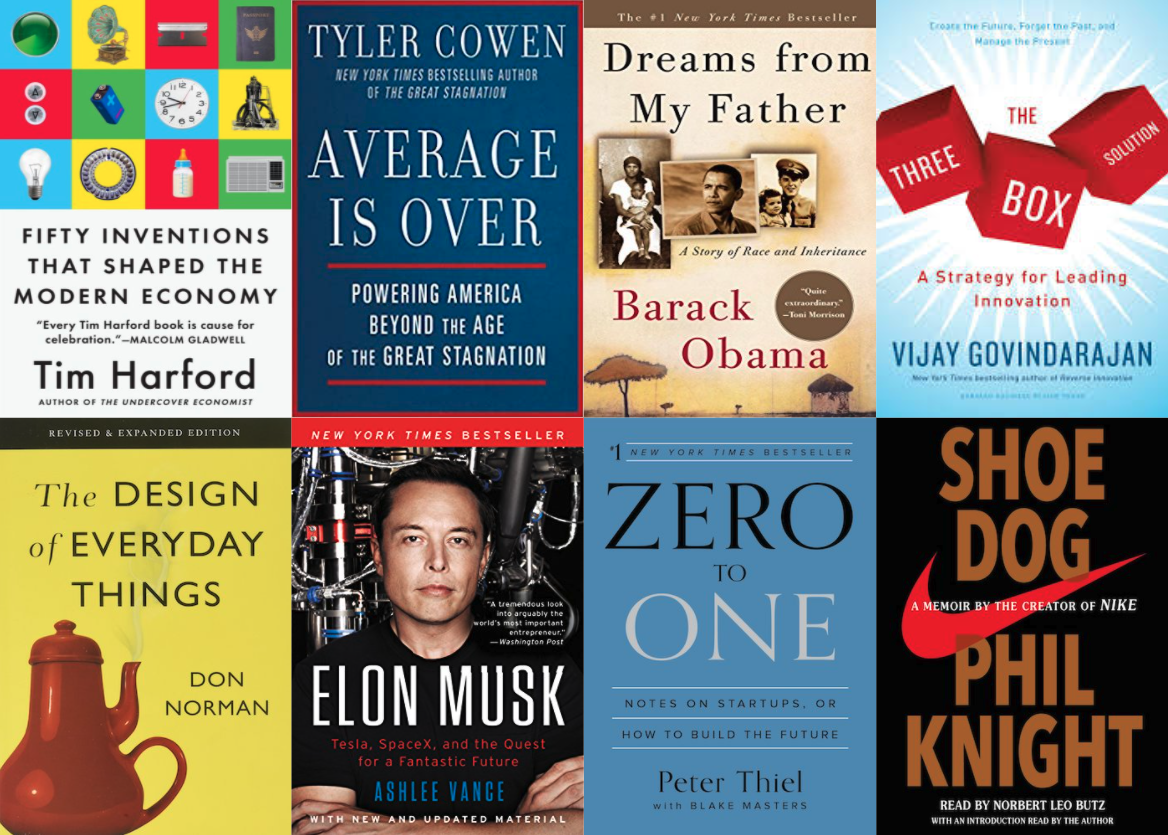 FIFTY INVENTIONS
THAT SHAPED THE
MODERN ECONOMY
“Every Tim Harford book is cause for
celebration.”—MALCOLM GLADWELL
Tim Harford
AUTHOR OF THE UNDERCOVER ECONOMIST
TYLER COWEN
NEW YORK TIMES BESTSELLING AUTHOR
OF THE GREAT STAGNATION
AVERAGE
IS OVER
POWERING AMERICA
BEYOND THE AGE
OF THE GREAT STAGNATION
The #1 New York Times Bestseller
Dreams from
My Father
A Story of Race and Inheritance
“Quite
extraordinary.”
—Toni Morrison
Barack
Obama
Create the Future, Forget the Past, and
Manage the Present
THE
THREE
BOX
SOLUTION
A Strategy for Leading
Innovation
VIJAY GOVINDARAJAN
New York Times bestselling author of Reverse Innovation
REVISED & EXPANDED EDITION
The DESIGN
of EVERYDAY
THINGS
DON
NORMAN
NEW YORK TIMES BESTSELLER
“A tremendous look
into arguably the
world's most important
entrepreneur.”
—Washington Post
ELON MUSK
Tesla, SpaceX, and the Quest
for a Fantastic Future
ASHLEE VANCE
WITH NEW AND UPDATED MATERIAL
#1 NEW YORK TIMES BESTSELLER
ZERO
TO
ONE
NOTES ON STARTUPS, OR
HOW TO BUILD THE FUTURE
Peter Thiel
with BLAKE MASTERS
SHOE
DOG
A MEMOIR BY THE CREATOR OF NIKE
PHIL
KNIGHT
READ BY NORBERT LEO BUTZ
WITH AN INTRODUCTION READ BY THE AUTHOR